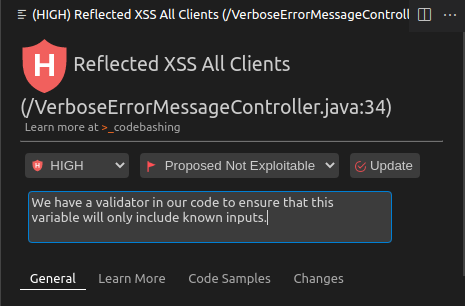 (HIGH) Reflected XSS All Clients (/VerboseErrorMessageControll
H Reflected XSS All Clients
(/VerboseErrorMessageController.java:34)
Learn more at >_codebashing
H HIGH Proposed Not Exploitable Update
We have a validator in our code to ensure that this
variable will only include known inputs.
General Learn More Code Samples Changes